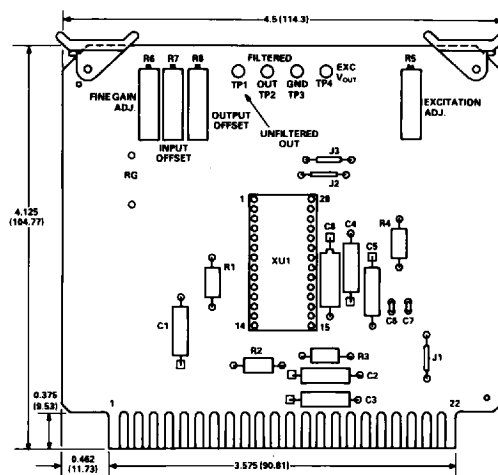 4.5 (114.3)
R6 R7 R8
FILTERED
EXC
VOUT
R5
TP1
OUT
TP2
GND
TP3
TP4
FINE GAIN
ADJ.
OUTPUT
OFFSET
EXCITATION
ADJ.
INPUT
OFFSET
UNFILTERED
OUT
J3
RG
J2
4.125
(104.77)
1
28
XU1
C8
C4
R4
C5
R1
C1
14
15
C6
C7
R2
R3
J1
C2
C3
0.375
(9.53)
1
22
0.462
(11.73)
3.575 (90.81)